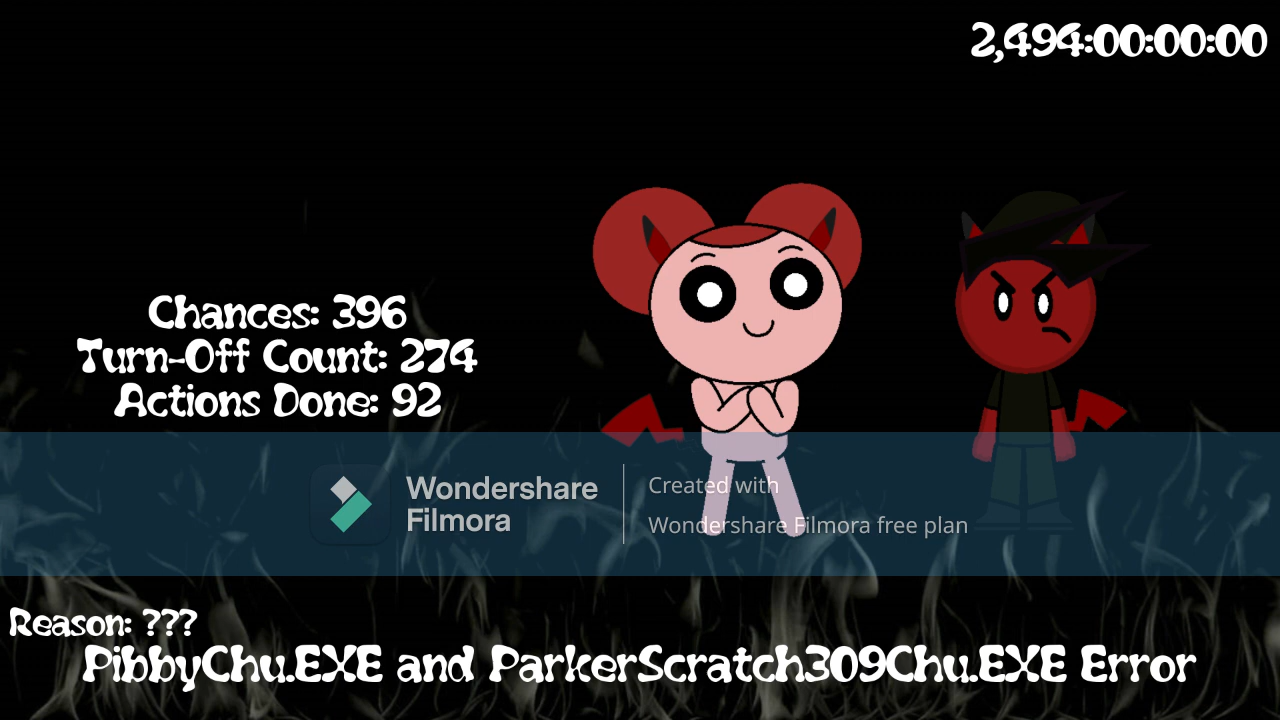 2,494:00:00:00
Chances: 396
Turn-Off Count: 274
Actions Done: 92
Wondershare
Filmora
Created with
Wondershare Filmora free plan
Reason: ???
PibbyChu.EXE and ParkerScratch309Chu.EXE Error